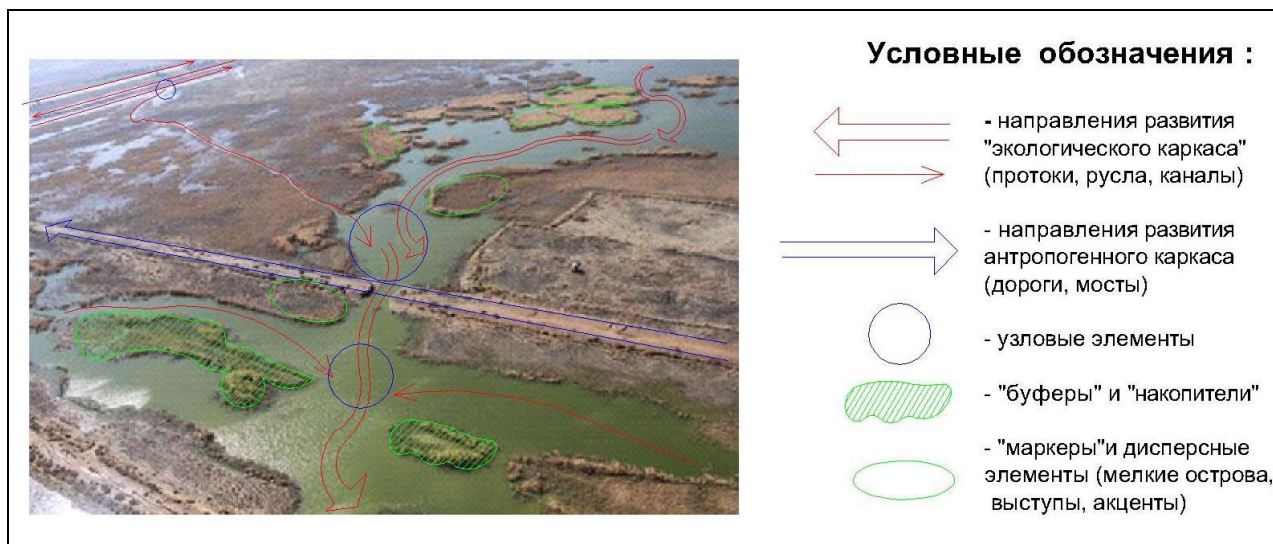 Условные обозначения :
- направления развития
"экологического каркаса"
(протоки, русла, каналы)
- направления развития
антропогенного каркаса
(дороги, мосты)
- узловые элементы
- "буферы" и "накопители"
- "маркеры"и дисперсные
элементы (мелкие острова,
выступы, акценты)